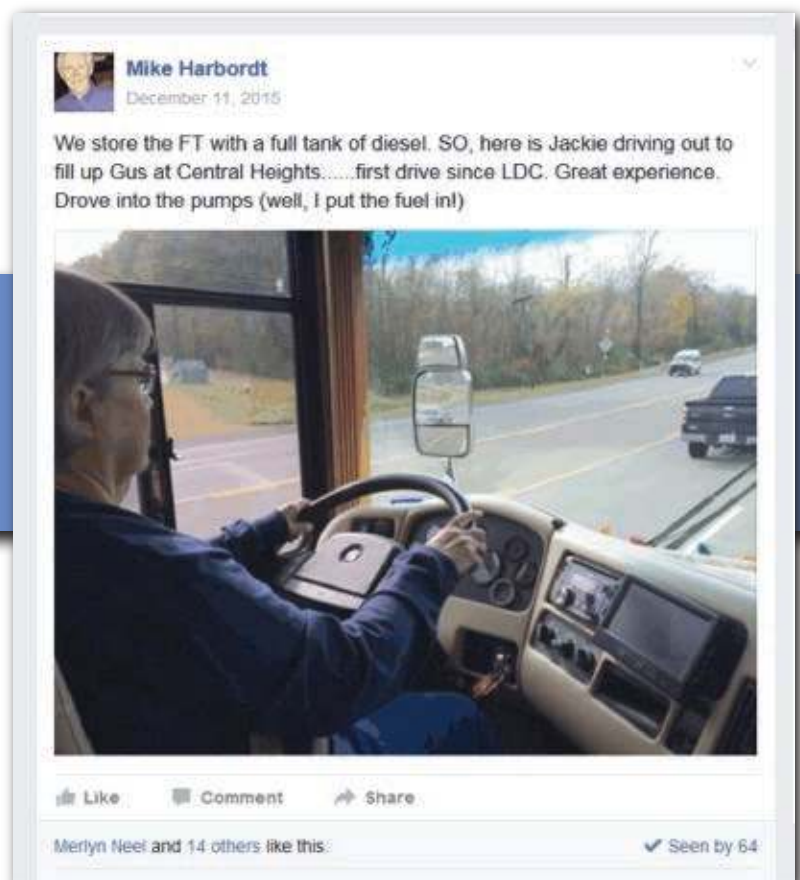 Mike Harbordt
December 11, 2015
We store the FT with a full tank of diesel. SO, here is Jackie driving out to
fill up Gus at Central Heights......first drive since LDC. Great experience.
Drove into the pumps (well, I put the fuel in!)
Like Comment Share
Merlyn Neel and 14 others like this.
Seen by 64